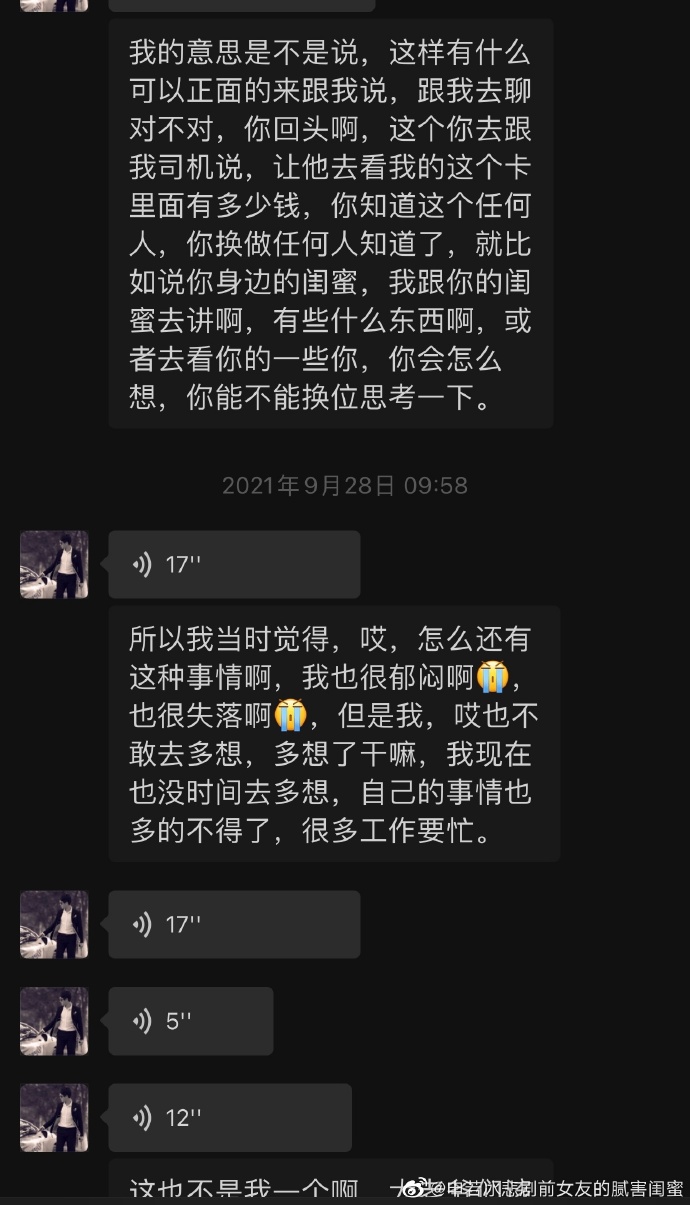 我的意思是不是说，这样有什么
可以正面的来跟我说，跟我去聊
对不对，你回头啊，这个你去跟
我司机说，让他去看我的这个卡
里面有多少钱，你知道这个任何
人，你换做任何人知道了，就比
如说你身边的闺蜜，我跟你的闺
蜜去讲啊，有些什么东西啊，或
者去看你的一些你，你会怎么
想，你能不能换位思考一下。
2021年9月28日 09:58
17''
所以我当时觉得，哎，怎么还有
这种事情啊，我也很郁闷啊😭，
也很失落啊😭，但是我，哎也不
敢去多想，多想了干嘛，我现在
也没时间去多想，自己的事情也
多的不得了，很多工作要忙。
17''
5''
12''
这也不是我一个啊
前女友的腻害闺蜜